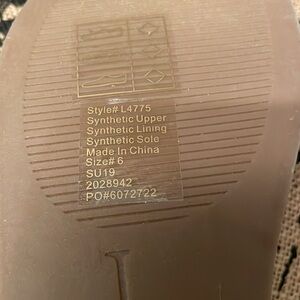 Style# L4775
Synthetic Upper
Synthetic Lining
Synthetic Sole
Made In China
Size# 6
SU19
2028942
PO#6072722